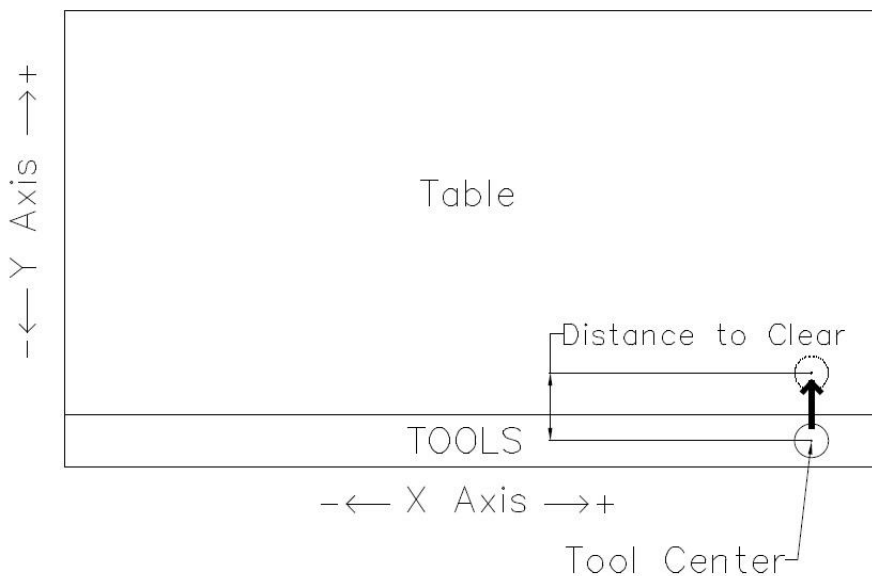 -<— Y Axis —>+
Table
Distance to Clear
TOOLS
-<— X Axis —>+
Tool Center